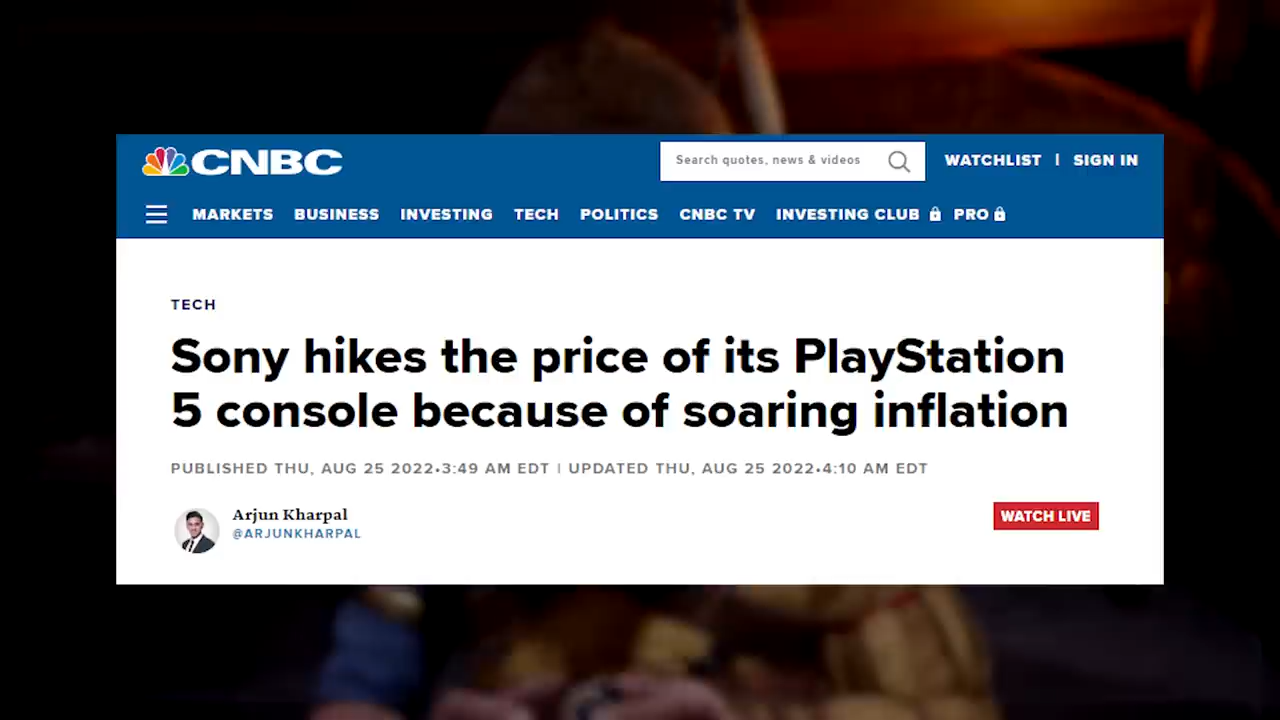 CNBC
Search quotes, news & videos
WATCHLIST | SIGN IN
MARKETS BUSINESS INVESTING TECH POLITICS CNBC TV INVESTING CLUB PRO
TECH
Sony hikes the price of its PlayStation
5 console because of soaring inflation
PUBLISHED THU, AUG 25 2022•3:49 AM EDT | UPDATED THU, AUG 25 2022•4:10 AM EDT
Arjun Kharpal
@ARJUNKHARPAL
WATCH LIVE